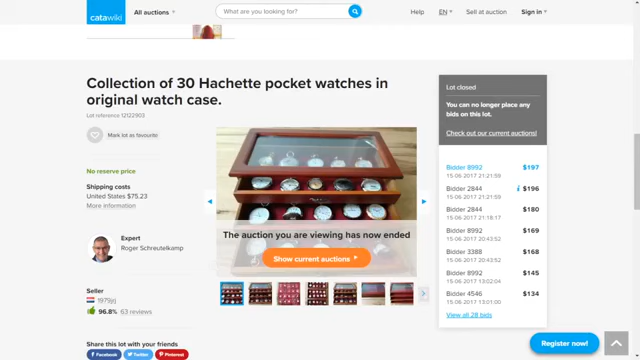 catawiki
All auctions
What are you looking for?
Help
EN
Sell at auction
Sign in
Collection of 30 Hachette pocket watches in
original watch case.
Lot reference 12122903
Mark lot as favourite
No reserve price
Shipping costs
United States $75.23
More information
Expert
Roger Schreutelkamp
Seller
1979jrjj
96.8% 63 reviews
Share this lot with your friends
Facebook
Twitter
Pinterest
The auction you are viewing has now ended
Show current auctions
Lot closed
You can no longer place any
bids on this lot.
Check out our current auctions!
Bidder 8992 $197
15-06-2017 21:21:59
Bidder 2844 i $196
15-06-2017 21:21:59
Bidder 2844 $180
15-06-2017 21:18:17
Bidder 8992 $169
15-06-2017 20:43:52
Bidder 3388 $168
15-06-2017 20:43:52
Bidder 8992 $145
15-06-2017 13:02:04
Bidder 4546 $134
15-06-2017 13:01:00
View all 28 bids
Register now!